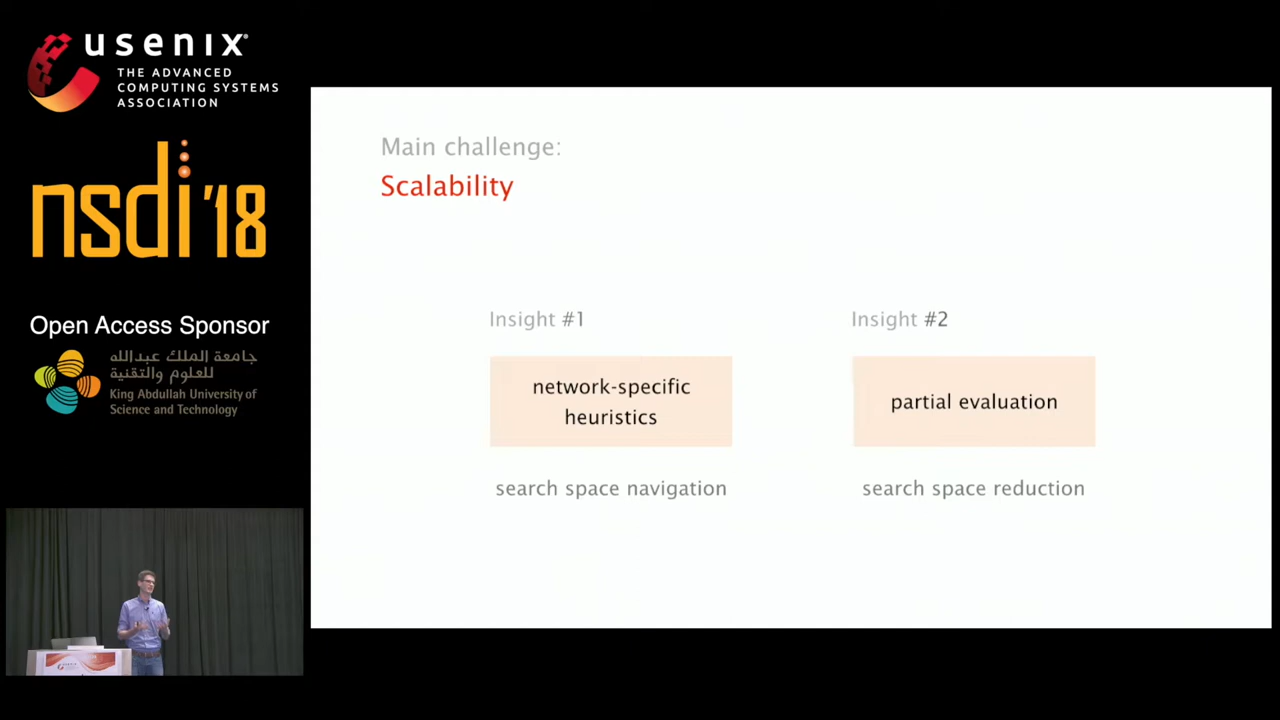 usenix
THE ADVANCED
COMPUTING SYSTEMS
ASSOCIATION
nsdi '18
Open Access Sponsor
جامعة الملك عبدالله
للعلوم والتقنية
King Abdullah University of
Science and Technology
Main challenge:
Scalability
Insight #1
network-specific
heuristics
search space navigation
Insight #2
partial evaluation
search space reduction
usenix